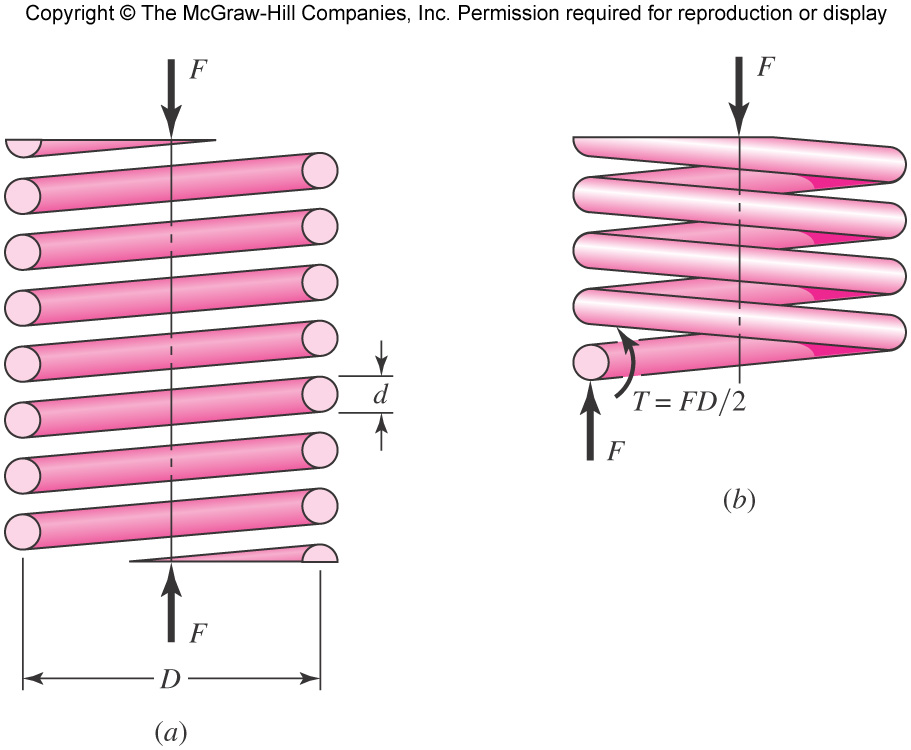 Copyright © The McGraw-Hill Companies, Inc. Permission required for reproduction or display
F
F
d
T = FD/2
F
(b)
F
D
(a)